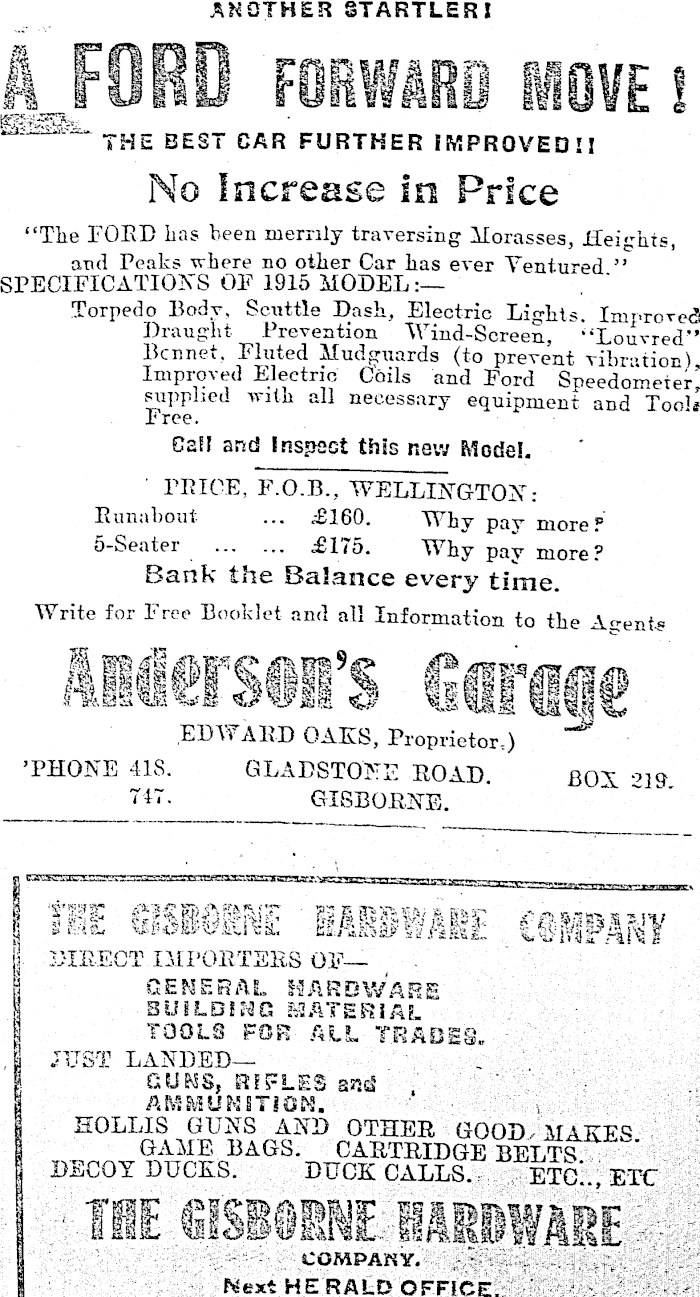 ANOTHER STARTLER!
A FORD FORWARD MOVE!
THE BEST CAR FURTHER IMPROVED!!
No Increase in Price
"The FORD has been merrily traversing Morasses, Heights,
and Peaks where no other Car has ever Ventured."
SPECIFICATIONS OF 1915 MODEL:—
Torpedo Body, Scuttle Dash, Electric Lights. Improved
Draught Prevention Wind-Screen, "Louvred"
Bonnet, Fluted Mudguards (to prevent vibration),
Improved Electric Coils and Ford Speedometer,
supplied with all necessary equipment and Tools
Free.
Call and Inspect this new Model.
PRICE, F.O.B., WELLINGTON:
Runabout ... £160. Why pay more?
5-Seater ... ... £175. Why pay more?
Bank the Balance every time.
Write for Free Booklet and all Information to the Agents
Anderson's Garage
EDWARD OAKS, Proprietor.)
'PHONE 418. GLADSTONE ROAD. BOX 219.
747. GISBORNE.
THE GISBORNE HARDWARE COMPANY
DIRECT IMPORTERS OF—
GENERAL HARDWARE
BUILDING MATERIAL
TOOLS FOR ALL TRADES.
JUST LANDED—
GUNS, RIFLES and
AMMUNITION.
HOLLIS GUNS AND OTHER GOOD MAKES.
GAME BAGS. CARTRIDGE BELTS.
DECOY DUCKS. DUCK CALLS. ETC.., ETC
THE GISBORNE HARDWARE
COMPANY.
Next HERALD OFFICE.